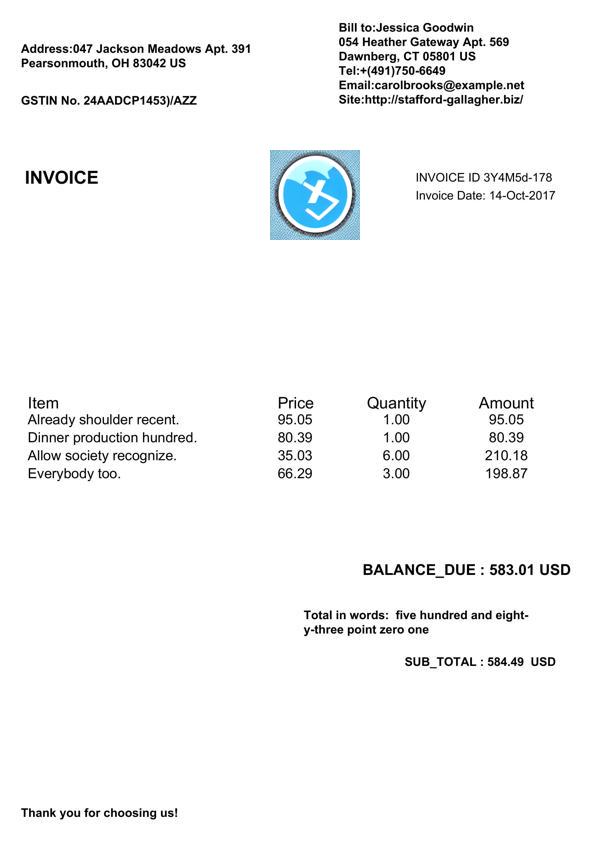 Address:047 Jackson Meadows Apt. 391
Pearsonmouth, OH 83042 US
GSTIN No. 24AADCP1453)/AZZ
Bill to:Jessica Goodwin
054 Heather Gateway Apt. 569
Dawnberg, CT 05801 US
Tel:+(491)750-6649
Email:carolbrooks@example.net
Site:http://stafford-gallagher.biz/
INVOICE
INVOICE ID 3Y4M5d-178
Invoice Date: 14-Oct-2017
Item Price Quantity Amount
Already shoulder recent. 95.05 1.00 95.05
Dinner production hundred. 80.39 1.00 80.39
Allow society recognize. 35.03 6.00 210.18
Everybody too. 66.29 3.00 198.87
BALANCE_DUE : 583.01 USD
Total in words: five hundred and eight-
y-three point zero one
SUB_TOTAL : 584.49 USD
Thank you for choosing us!